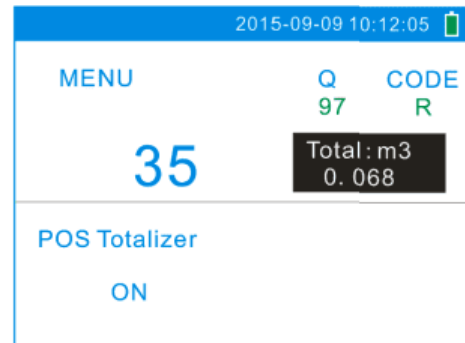 2015-09-09 10:12:05
MENU Q CODE
97 R
35
Total:m3
0.068
POS Totalizer
ON